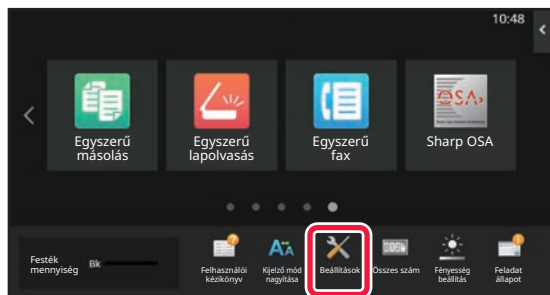 10:48
Egyszerű
másolás
Egyszerű
lapolvasás
Egyszerű
fax
OSA
Sharp OSA
Festék
mennyiség
Bk
Felhasználói
kézikönyv
AA
Kijelző mód
nagyítása
Beállítások
Összes szám
Fényesség
beállítás
Feladat
állapot